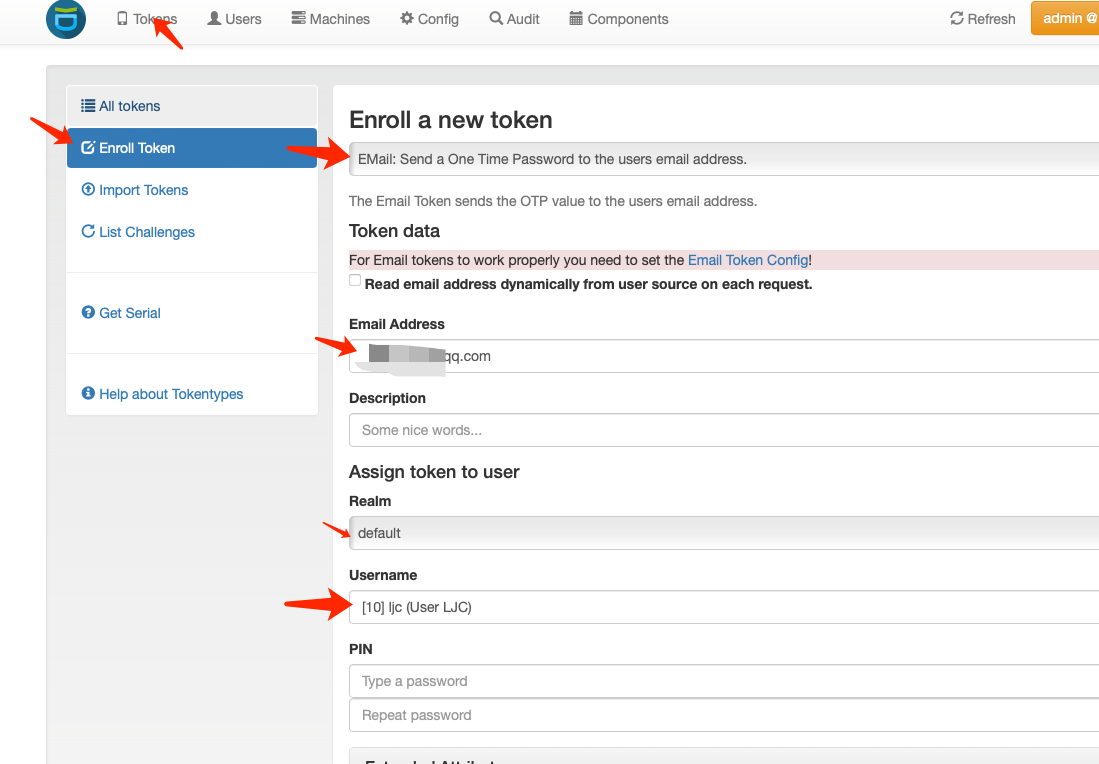 Tokens Users Machines Config Audit Components Refresh admin @
All tokens
Enroll Token
Import Tokens
List Challenges
Get Serial
Help about Tokentypes
Enroll a new token
EMail: Send a One Time Password to the users email address.
The Email Token sends the OTP value to the users email address.
Token data
For Email tokens to work properly you need to set the Email Token Config!
Read email address dynamically from user source on each request.
Email Address
qq.com
Description
Some nice words...
Assign token to user
Realm
default
Username
[10] ljc (User LJC)
PIN
Type a password
Repeat password